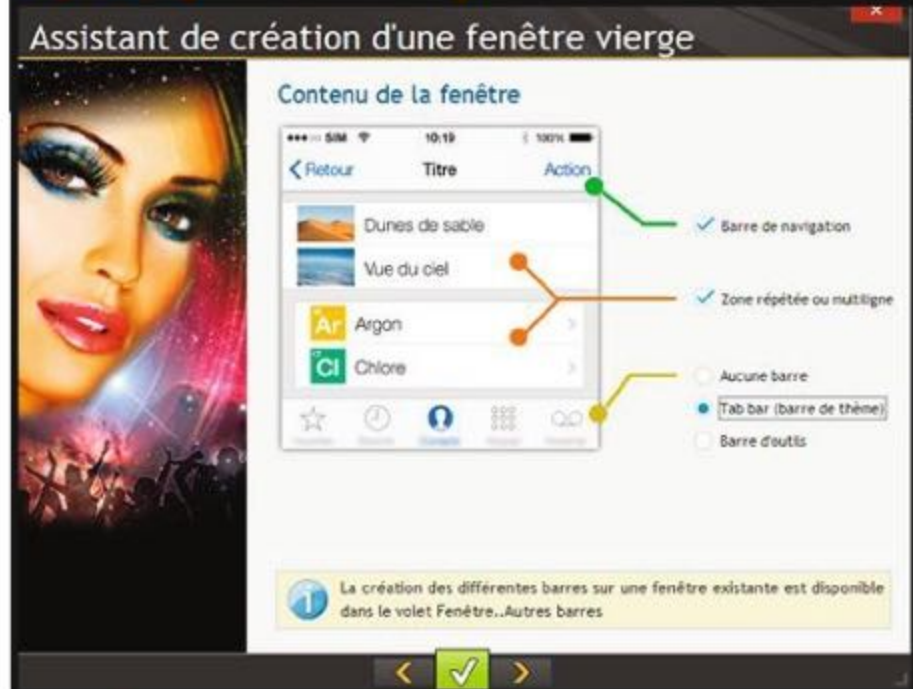 Assistant de création d'une fenêtre vierge
Contenu de la fenêtre
SIM 10:19 100%
Retour Titre Action
Barre de navigation
Dunes de sable
Vue du ciel
Zone répétée ou multiligne
Ar Argon
Cl Chlore
Aucune barre
Tab bar (barre de thème)
Barre d'outils
La création des différentes barres sur une fenêtre existante est disponible
dans le volet Fenêtre..Autres barres